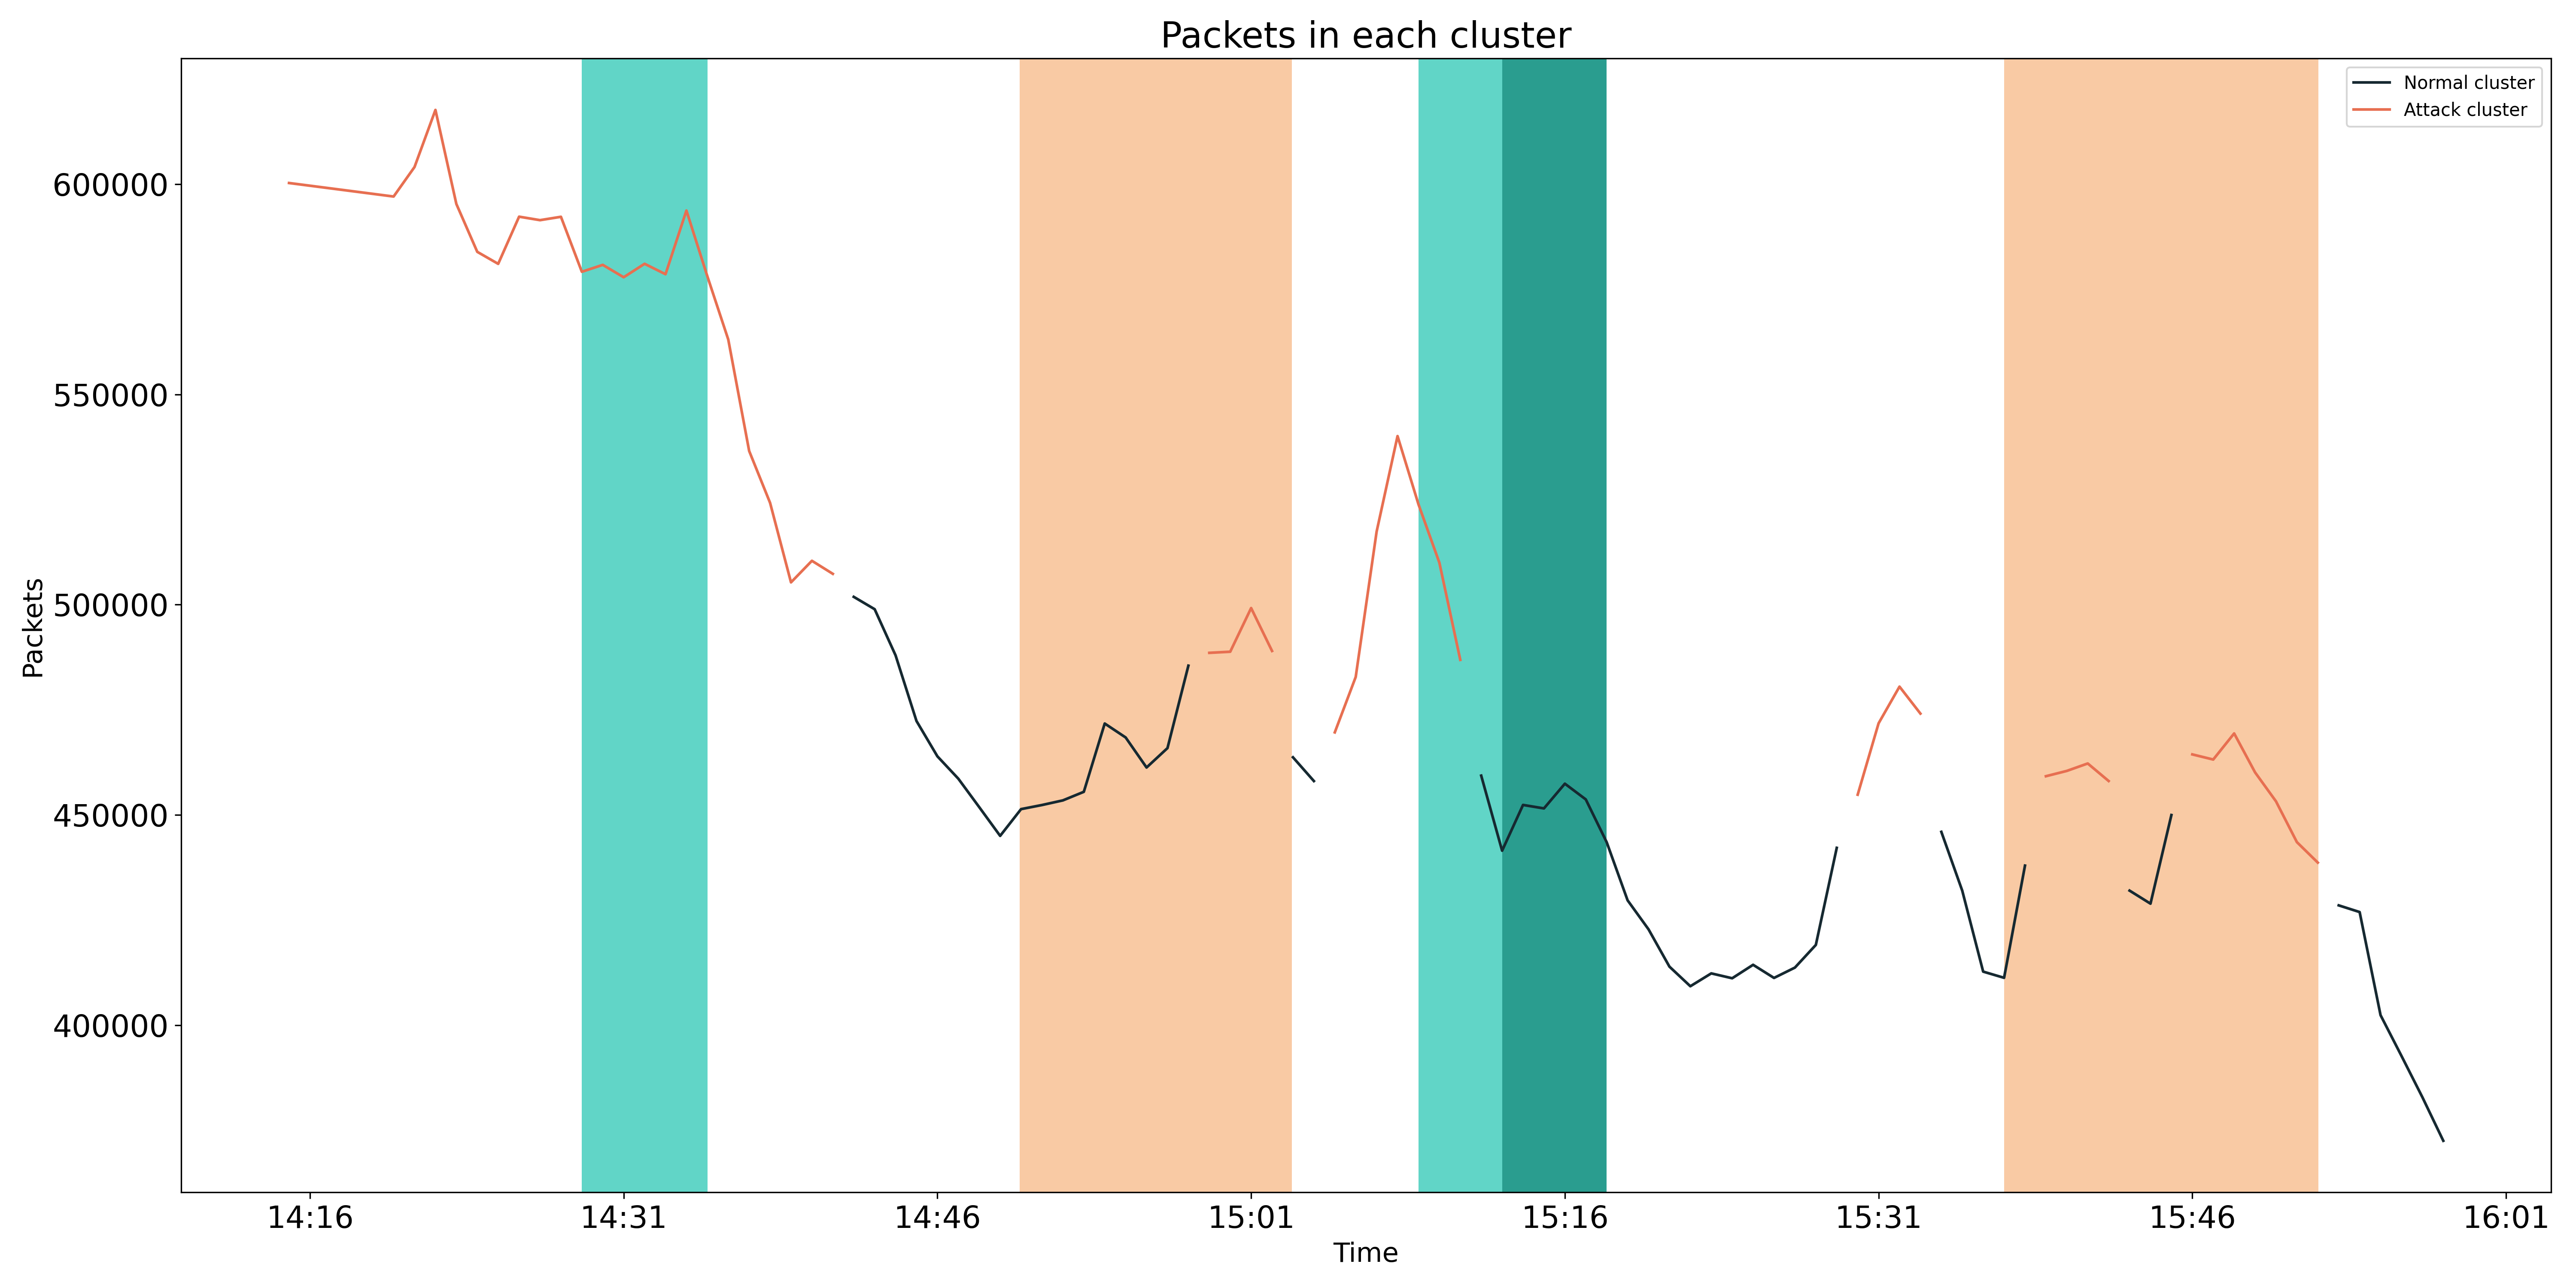 Packets in each cluster
Normal cluster
Attack cluster
600000
550000
500000
450000
400000
Packets
14:16 14:31 14:46 15:01 15:16 15:31 15:46 16:01
Time